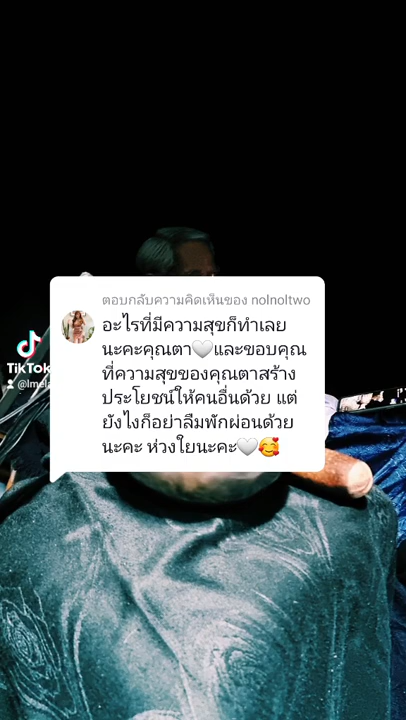 ตอบกลับความคิดเห็นของ nolnoltwo
อะไรที่มีความสุขก็ทำเลย
นะคะคุณตา🤍และขอบคุณ
ที่ความสุขของคุณตาสร้าง
ประโยชน์ให้คนอื่นด้วย แต่
ยังไงก็อย่าลืมพักผ่อนด้วย
นะคะ ห่วงใยนะคะ🤍🥰
TikTok